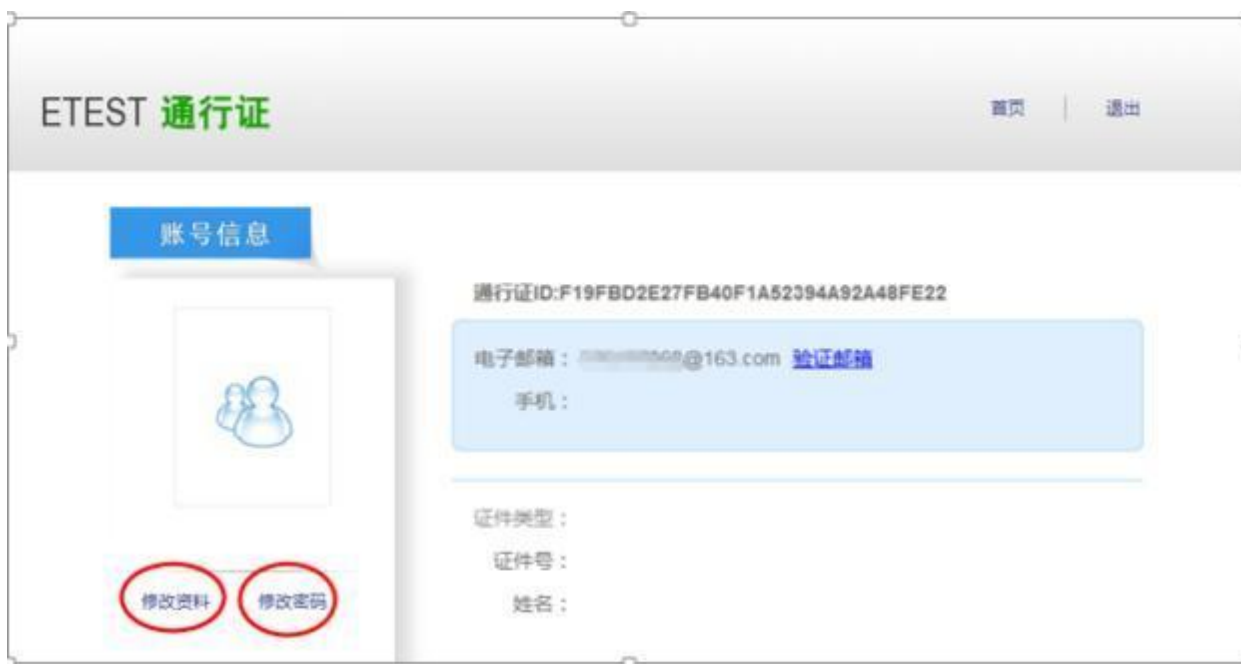 ETEST 通行证
首页 | 退出
账号信息
通行证ID:F19FBD2E27FB40F1A52394A92A48FE22
电子邮箱： @163.com 验证邮箱
手机：
证件类型：
证件号：
姓名：
修改资料 修改密码